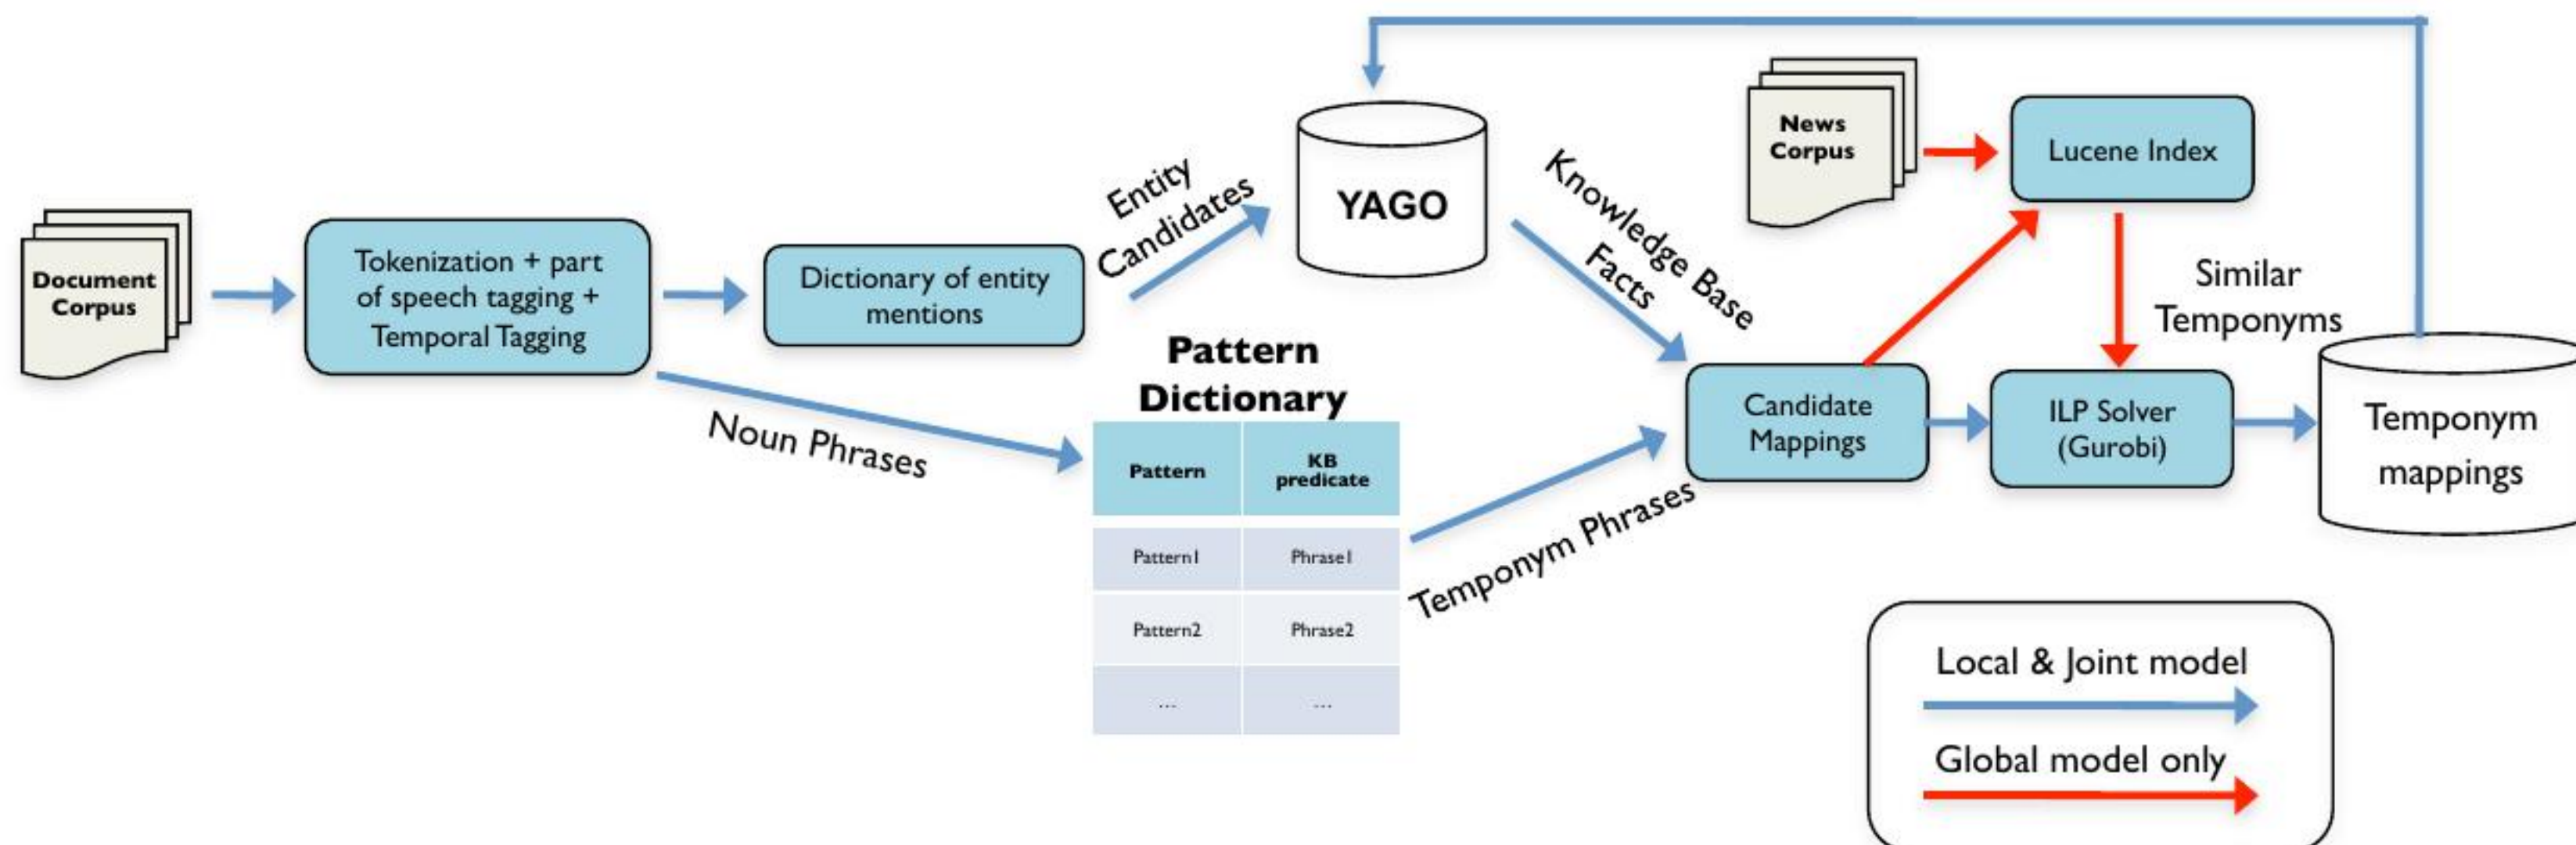 Document
Corpus
Tokenization + part
of speech tagging +
Temporal Tagging
Dictionary of entity
mentions
Entity
Candidates
YAGO
Noun Phrases
Pattern
Dictionary
Pattern
KB
predicate
Pattern1
Phrase1
Pattern2
Phrase2
...
...
Knowledge Base
Facts
Temponym Phrases
News
Corpus
Lucene Index
Similar
Temponyms
Candidate
Mappings
ILP Solver
(Gurobi)
Temponym
mappings
Local & Joint model
Global model only